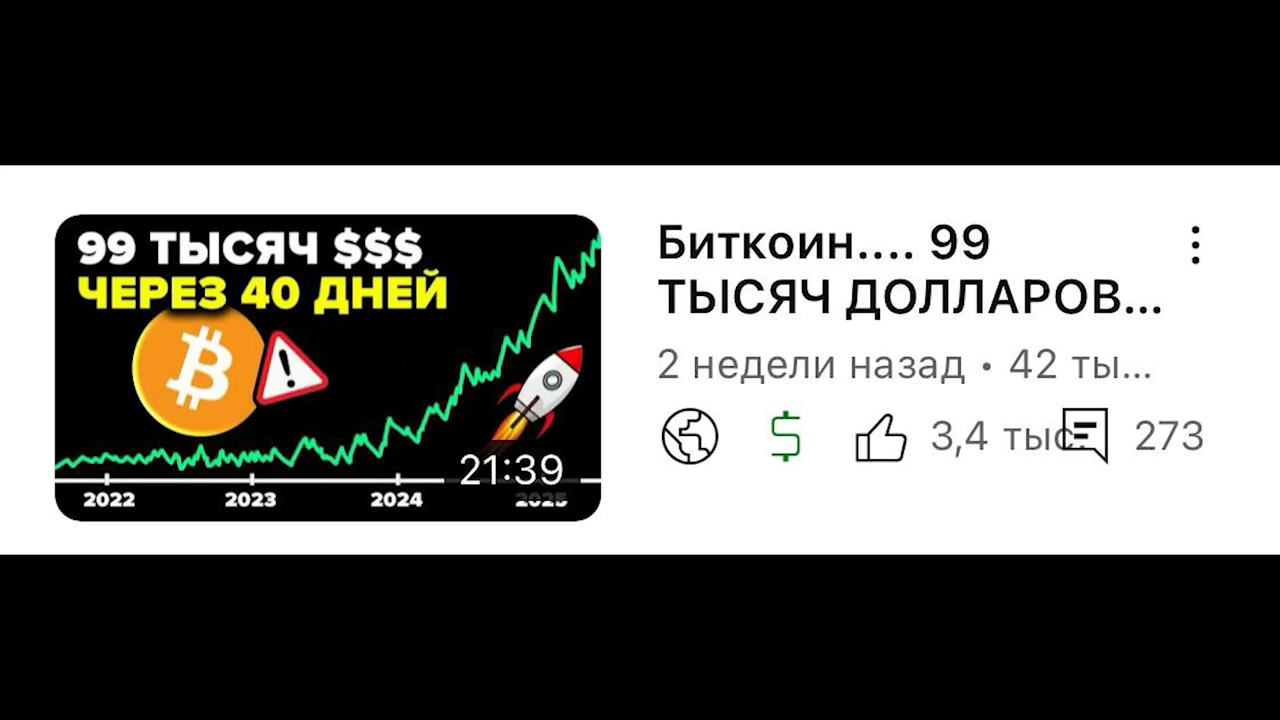 99 ТЫСЯЧ $$$
ЧЕРЕЗ 40 ДНЕЙ
21:39
2022 2023 2024 2025
Биткоин.... 99
ТЫСЯЧ ДОЛЛАРОВ...
2 недели назад • 42 ты...
3,4 тыс. 273